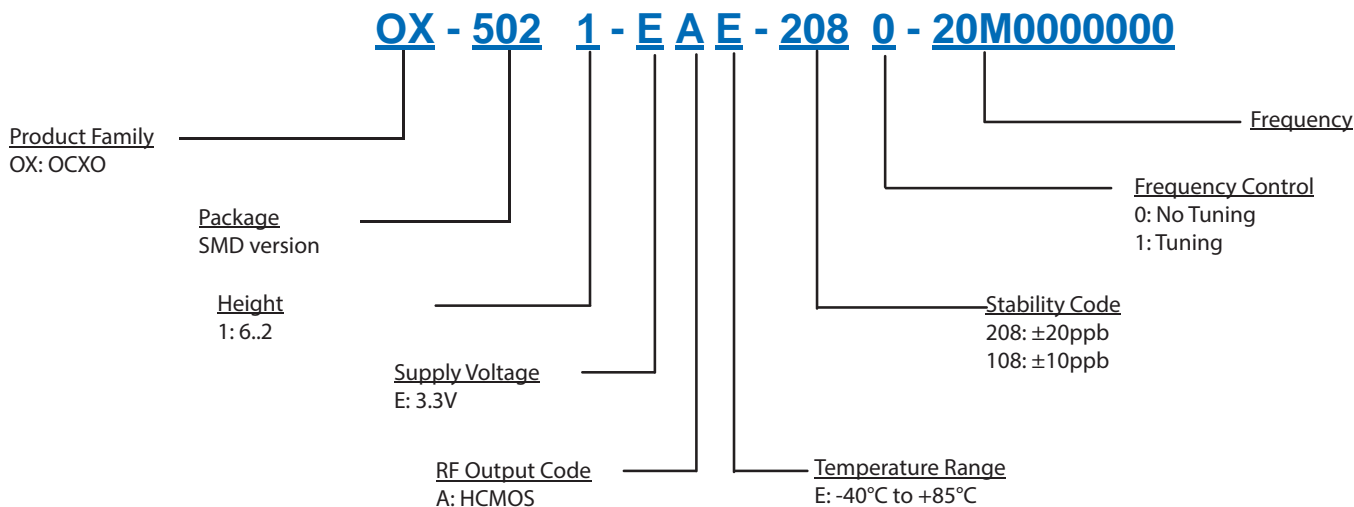 OX - 502 1 - E A E - 208 0 - 20M0000000
Product Family
OX: OCXO
Package
SMD version
Height
1: 6..2
Supply Voltage
E: 3.3V
RF Output Code
A: HCMOS
Temperature Range
E: -40°C to +85°C
Stability Code
208: ±20ppb
108: ±10ppb
Frequency Control
0: No Tuning
1: Tuning
Frequency